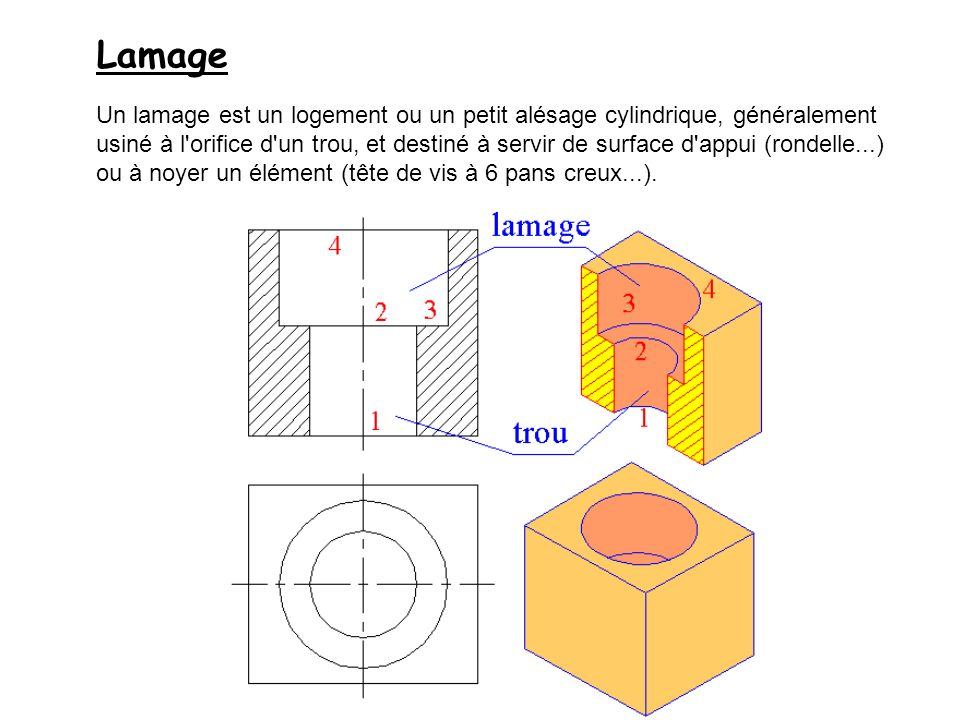 Lamage
Un lamage est un logement ou un petit alésage cylindrique, généralement
usiné à l'orifice d'un trou, et destiné à servir de surface d'appui (rondelle...)
ou à noyer un élément (tête de vis à 6 pans creux...).
lamage
4
2
3
1
3
4
2
1
trou